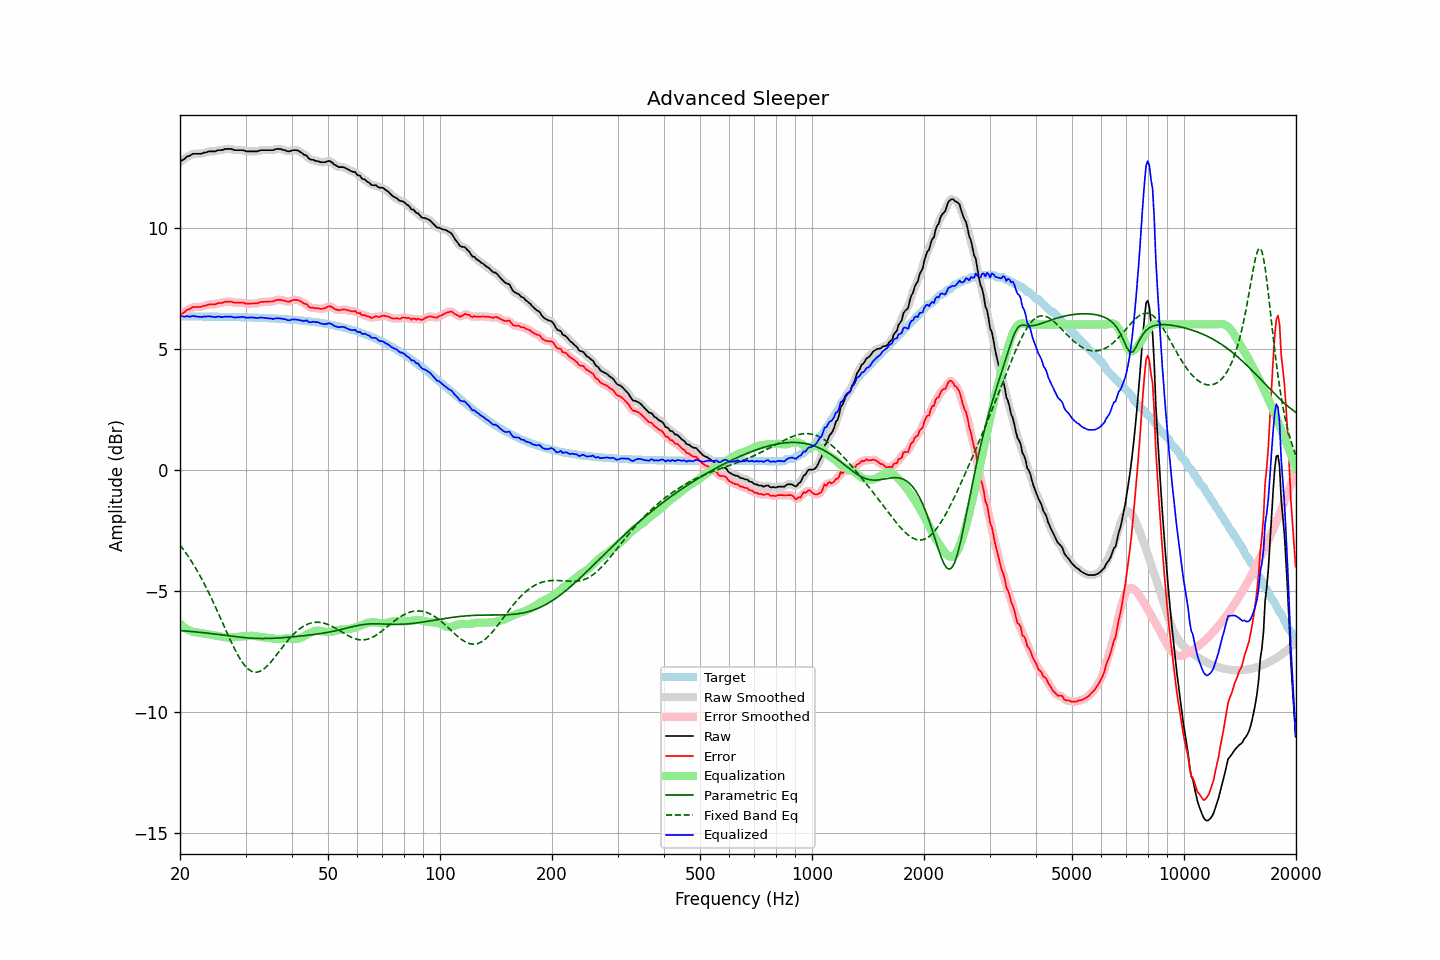 Advanced Sleeper
Amplitude (dBr)
10
5
0
−5
−10
−15
20
50
100
200
500
1000
2000
5000
10000
20000
Frequency (Hz)
Target
Raw Smoothed
Error Smoothed
Raw
Error
Equalization
Parametric Eq
Fixed Band Eq
Equalized